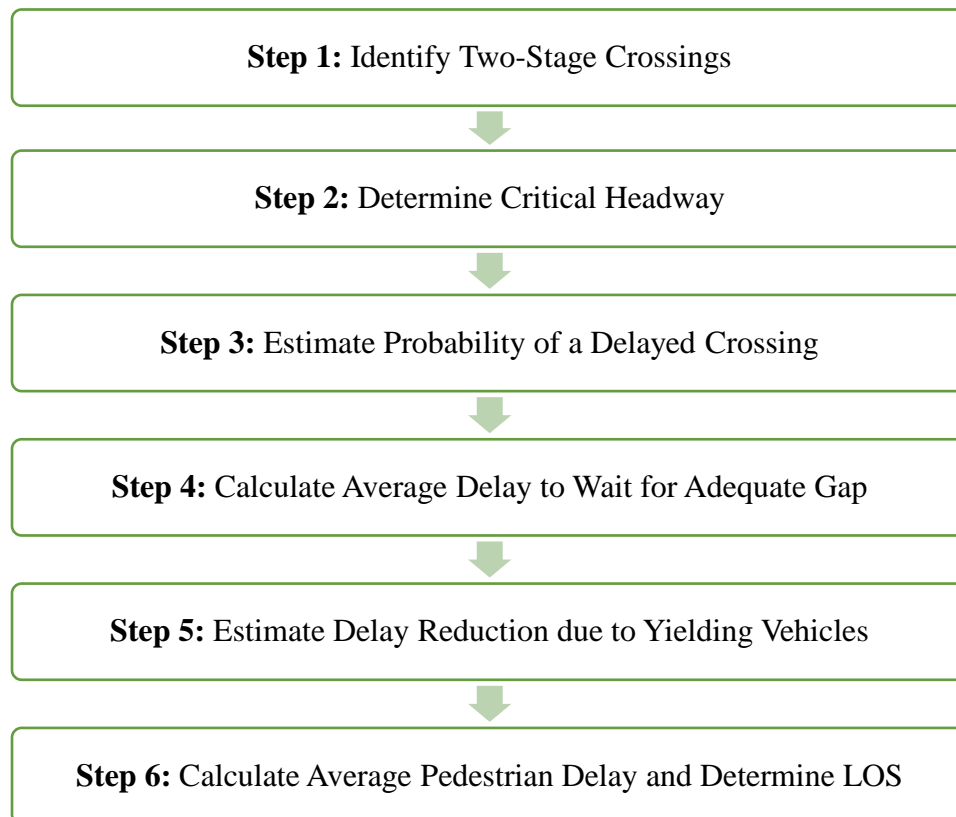 Step 1: Identify Two-Stage Crossings
Step 2: Determine Critical Headway
Step 3: Estimate Probability of a Delayed Crossing
Step 4: Calculate Average Delay to Wait for Adequate Gap
Step 5: Estimate Delay Reduction due to Yielding Vehicles
Step 6: Calculate Average Pedestrian Delay and Determine LOS